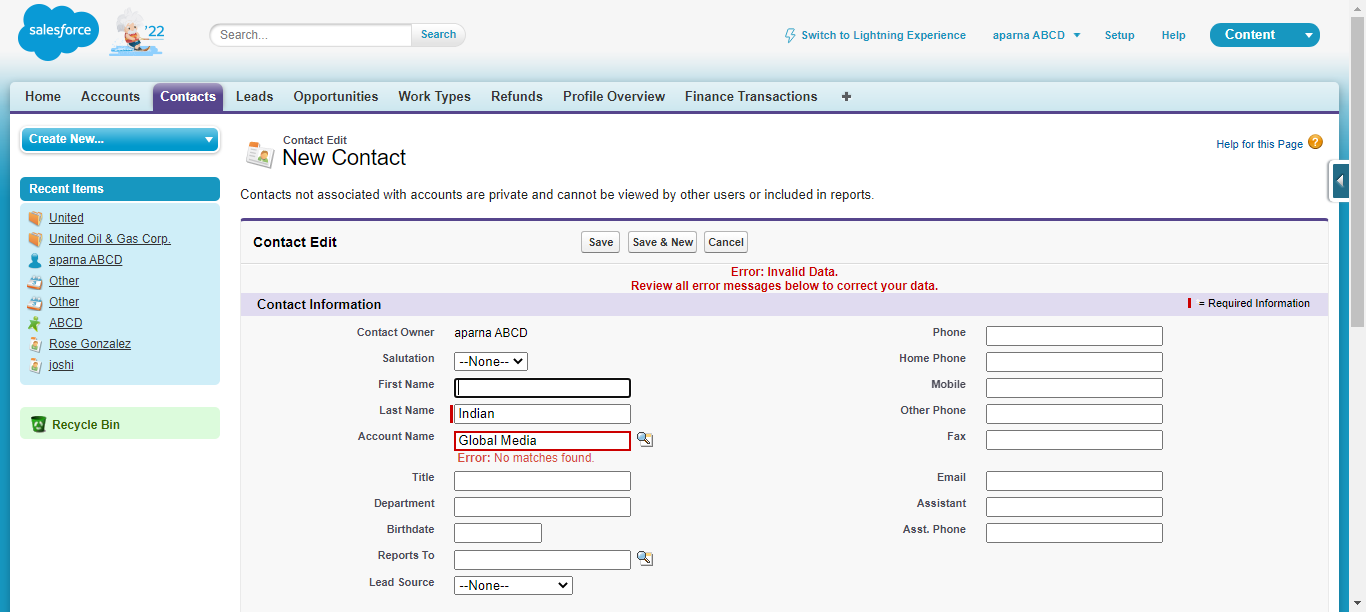 salesforce
'22
Search...
Search
Switch to Lightning Experience
aparna ABCD
Setup
Help
Content
Home
Accounts
Contacts
Leads
Opportunities
Work Types
Refunds
Profile Overview
Finance Transactions
+
Create New...
Recent Items
United
United Oil & Gas Corp.
aparna ABCD
Other
Other
ABCD
Rose Gonzalez
joshi
Recycle Bin
Contact Edit
New Contact
Help for this Page ?
Contacts not associated with accounts are private and cannot be viewed by other users or included in reports.
Contact Edit
Save
Save & New
Cancel
Error: Invalid Data.
Review all error messages below to correct your data.
Contact Information
= Required Information
Contact Owner aparna ABCD
Salutation --None--
First Name
Last Name Indian
Account Name Global Media
Error: No matches found.
Title
Department
Birthdate
Reports To
Lead Source --None--
Phone
Home Phone
Mobile
Other Phone
Fax
Email
Assistant
Asst. Phone